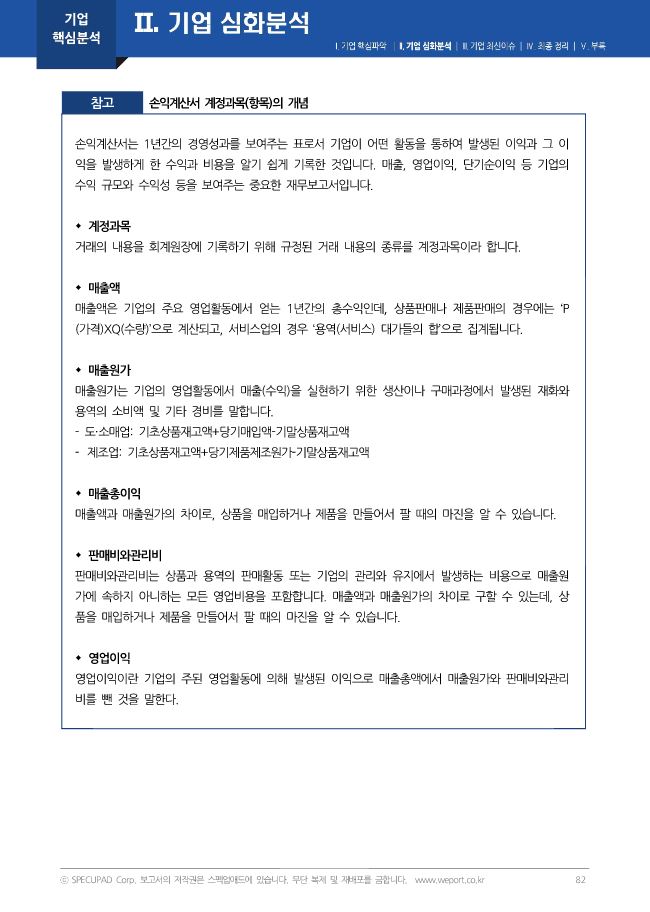 기업
핵심분석
Ⅱ. 기업 심화분석
Ⅰ. 기업 핵심파악 | Ⅱ. 기업 심화분석 | Ⅲ. 기업 최신이슈 | Ⅳ. 최종 정리 | Ⅴ. 부록
참고 손익계산서 계정과목(항목)의 개념
손익계산서는 1년간의 경영성과를 보여주는 표로서 기업이 어떤 활동을 통하여 발생된 이익과 그 이
익을 발생하게 한 수익과 비용을 알기 쉽게 기록한 것입니다. 매출, 영업이익, 단기순이익 등 기업의
수익 규모와 수익성 등을 보여주는 중요한 재무보고서입니다.
◆ 계정과목
거래의 내용을 회계원장에 기록하기 위해 규정된 거래 내용의 종류를 계정과목이라 합니다.
◆ 매출액
매출액은 기업의 주요 영업활동에서 얻는 1년간의 총수익인데, 상품판매나 제품판매의 경우에는 'P
(가격)XQ(수량)'으로 계산되고, 서비스업의 경우 '용역(서비스) 대가들의 합'으로 집계됩니다.
◆ 매출원가
매출원가는 기업의 영업활동에서 매출(수익)을 실현하기 위한 생산이나 구매과정에서 발생된 재화와
용역의 소비액 및 기타 경비를 말합니다.
- 도·소매업: 기초상품재고액+당기매입액-기말상품재고액
- 제조업: 기초상품재고액+당기제품제조원가-기말상품재고액
◆ 매출총이익
매출액과 매출원가의 차이로, 상품을 매입하거나 제품을 만들어서 팔 때의 마진을 알 수 있습니다.
◆ 판매비와관리비
판매비와관리비는 상품과 용역의 판매활동 또는 기업의 관리와 유지에서 발생하는 비용으로 매출원
가에 속하지 아니하는 모든 영업비용을 포함합니다. 매출액과 매출원가의 차이로 구할 수 있는데, 상
품을 매입하거나 제품을 만들어서 팔 때의 마진을 알 수 있습니다.
◆ 영업이익
영업이익이란 기업의 주된 영업활동에 의해 발생된 이익으로 매출총액에서 매출원가와 판매비와관리
비를 뺀 것을 말한다.
ⓒ SPECUPAD Corp. 보고서의 저작권은 스펙업애드에 있습니다. 무단 복제 및 재배포를 금합니다. www.weport.co.kr 82